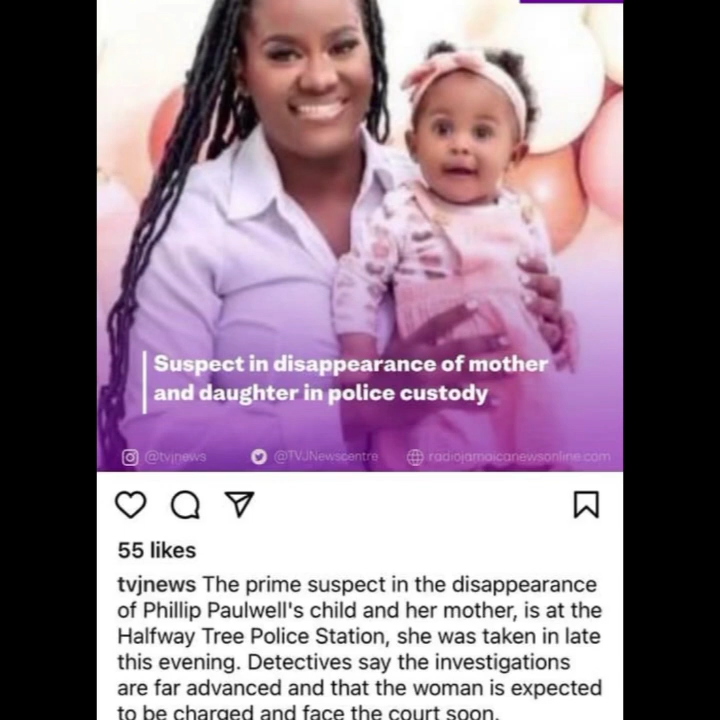 Suspect in disappearance of mother
and daughter in police custody
@tvjnews @TVJNewscentre radiojamaicanewsonline.com
55 likes
tvjnews The prime suspect in the disappearance
of Phillip Paulwell's child and her mother, is at the
Halfway Tree Police Station, she was taken in late
this evening. Detectives say the investigations
are far advanced and that the woman is expected
to be charged and face the court soon.